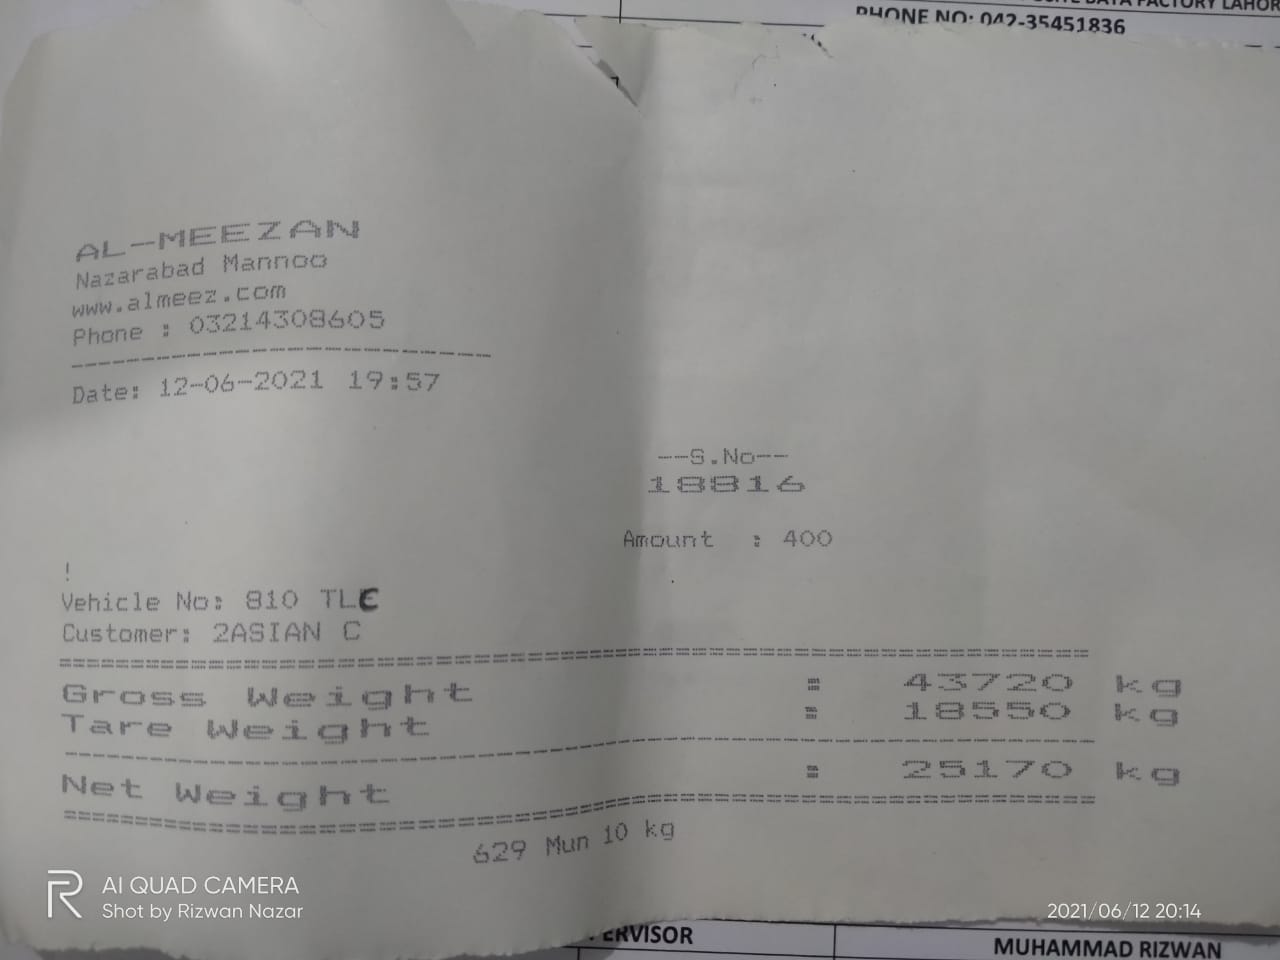 DATA FACTORY LAHOR
PHONE NO: 042-35451836
AL-MEEZAN
Nazarabad Mannoo
www.almeez.com
Phone : 03214308605
Date: 12-06-2021 19:57
--S.No--
18816
Amount : 400
!
Vehicle No: 810 TLC
Customer: 2ASIAN C
Gross Weight : 43720 kg
Tare Weight : 18550 kg
Net Weight : 25170 kg
629 Mun 10 kg
AI QUAD CAMERA
Shot by Rizwan Nazar
2021/06/12 20:14
ERVISOR
MUHAMMAD RIZWAN